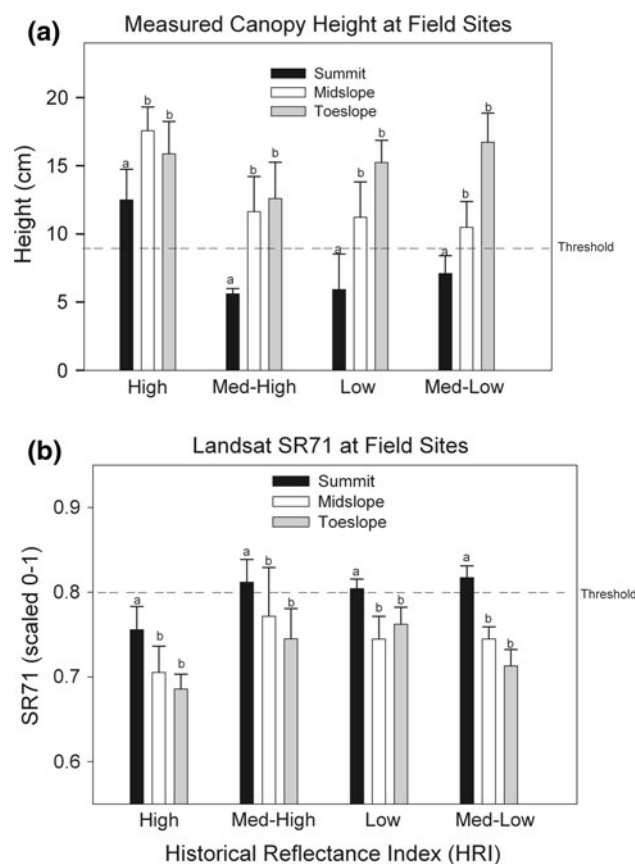 (a) Measured Canopy Height at Field Sites
Summit
Midslope
Toeslope
Height (cm)
20
15
10
5
0
a b b
a b b
a b b
a b b
Threshold
High Med-High Low Med-Low
(b) Landsat SR71 at Field Sites
Summit
Midslope
Toeslope
SR71 (scaled 0-1)
0.9
0.8
0.7
0.6
a b b
a b b
a b b
a b b
Threshold
High Med-High Low Med-Low
Historical Reflectance Index (HRI)